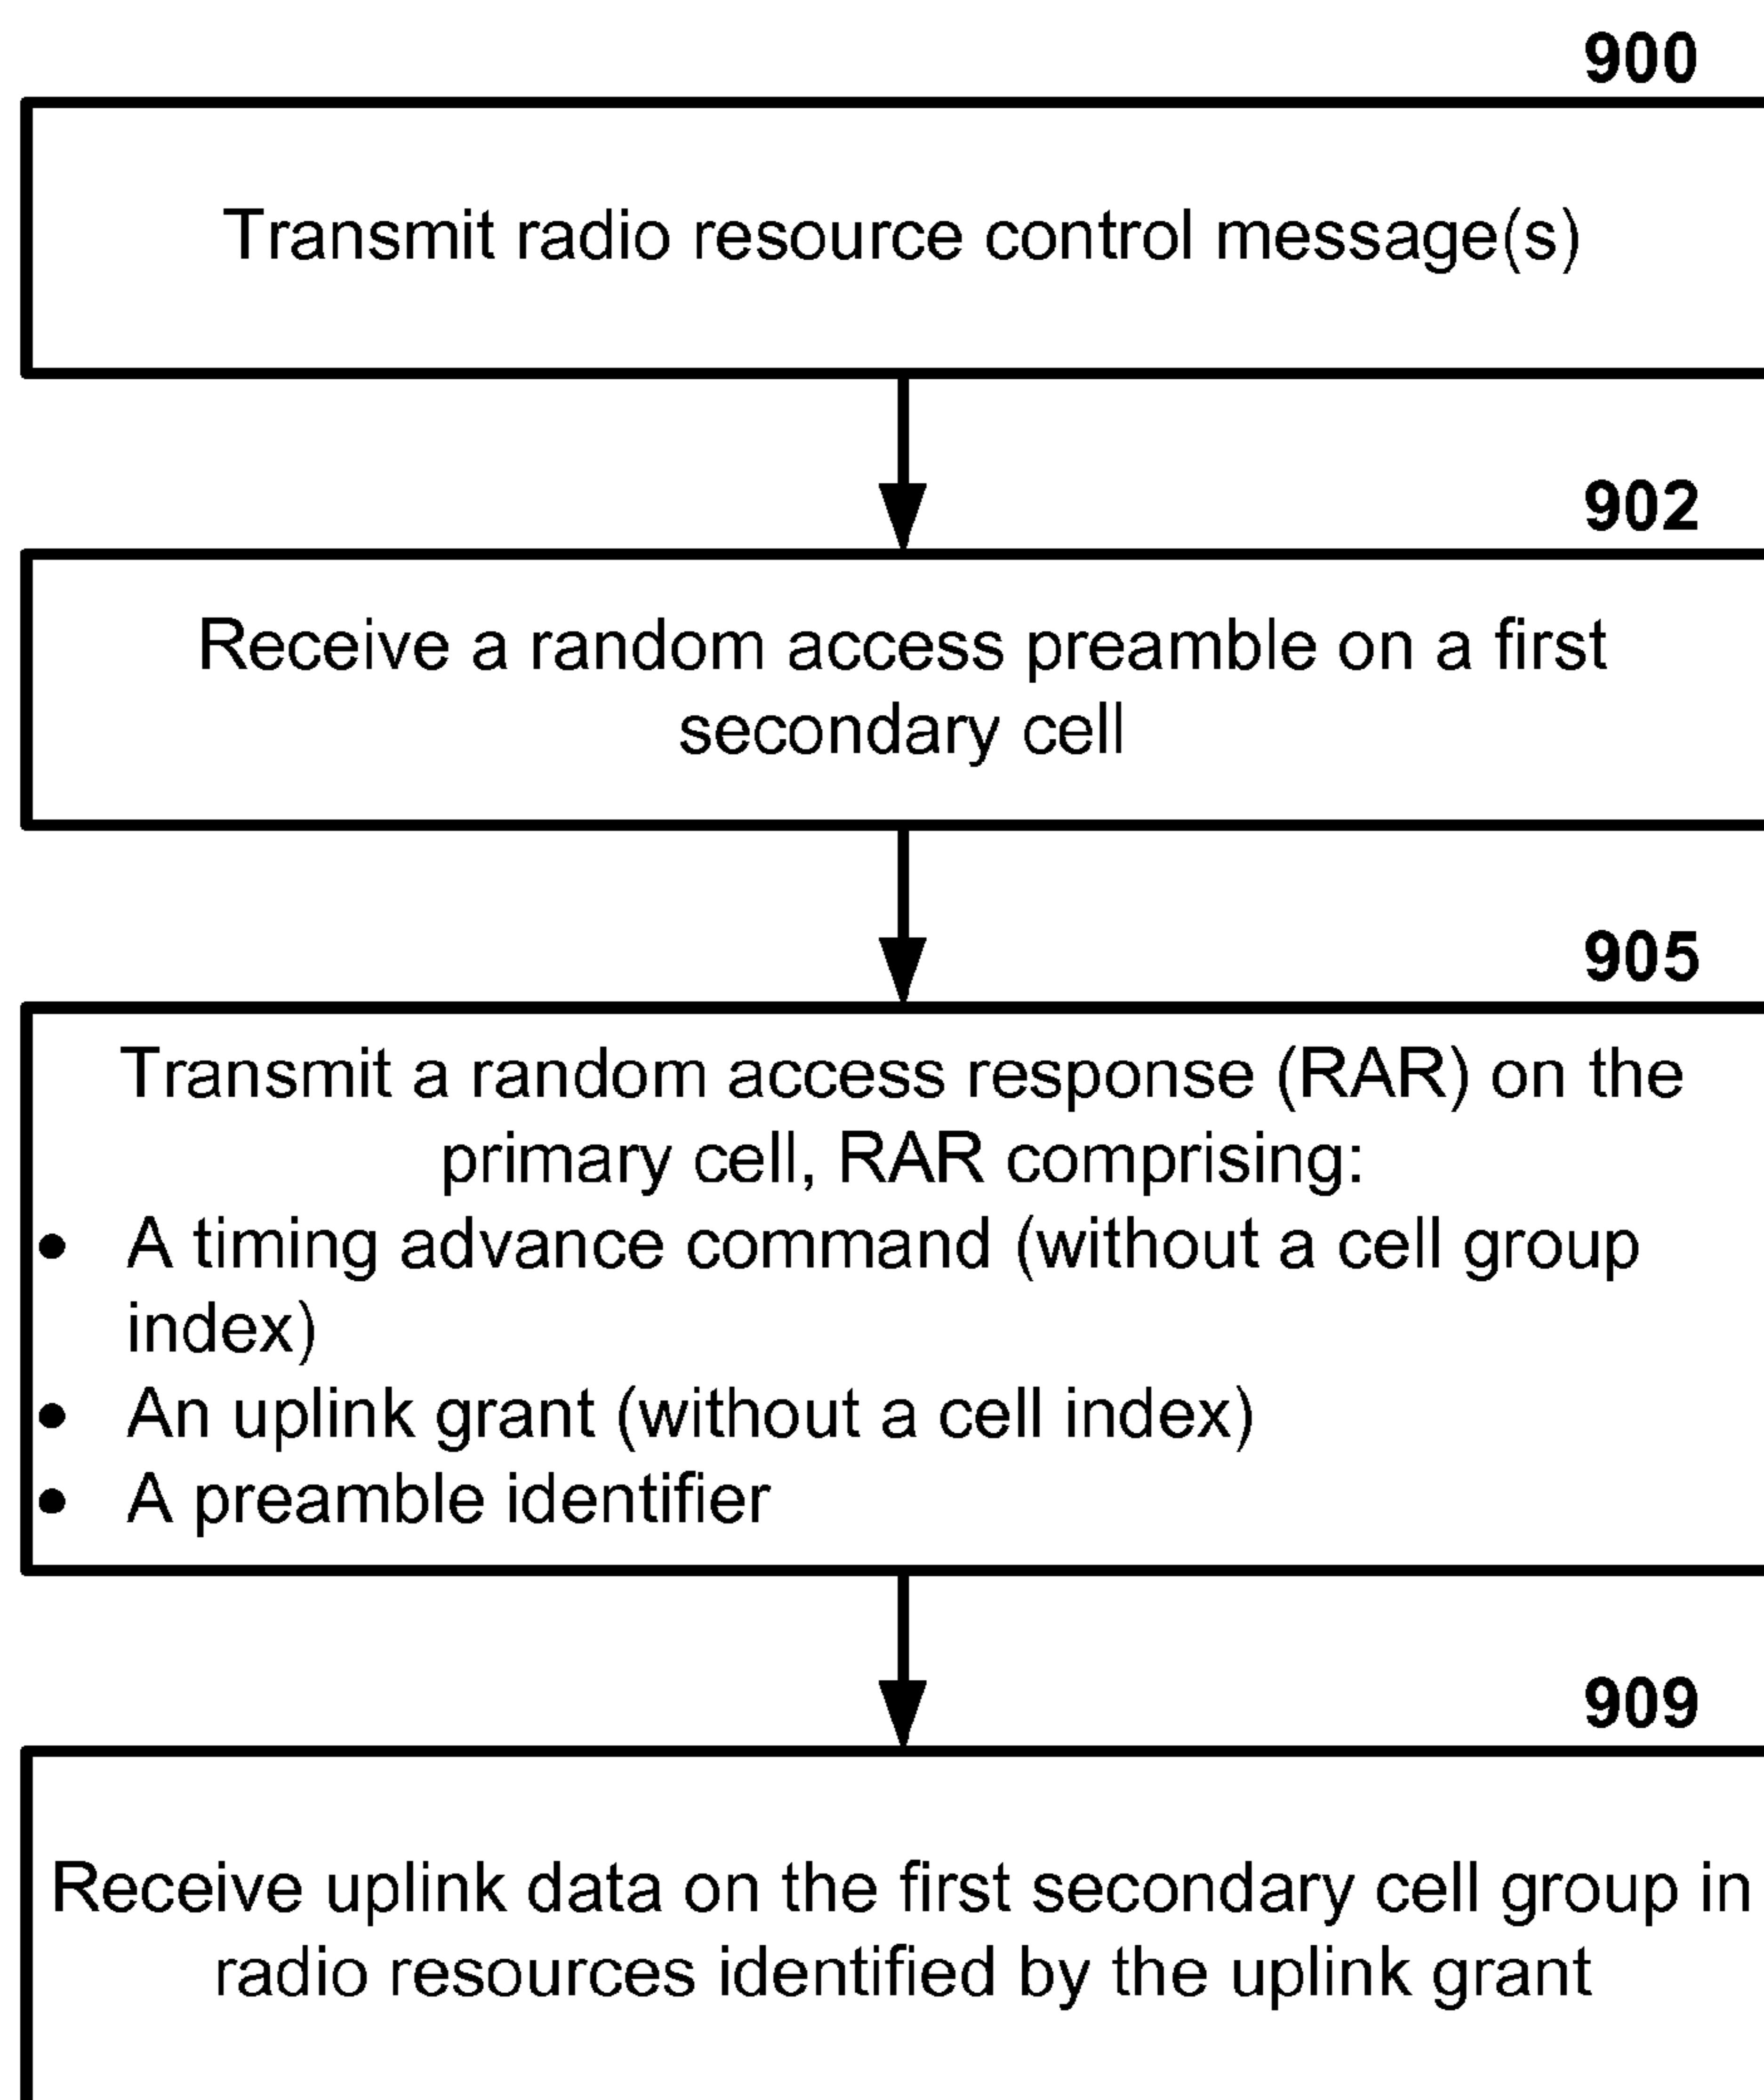 900
Transmit radio resource control message(s)
902
Receive a random access preamble on a first
secondary cell
905
Transmit a random access response (RAR) on the
primary cell, RAR comprising:
• A timing advance command (without a cell group
index)
• An uplink grant (without a cell index)
• A preamble identifier
909
Receive uplink data on the first secondary cell group in
radio resources identified by the uplink grant